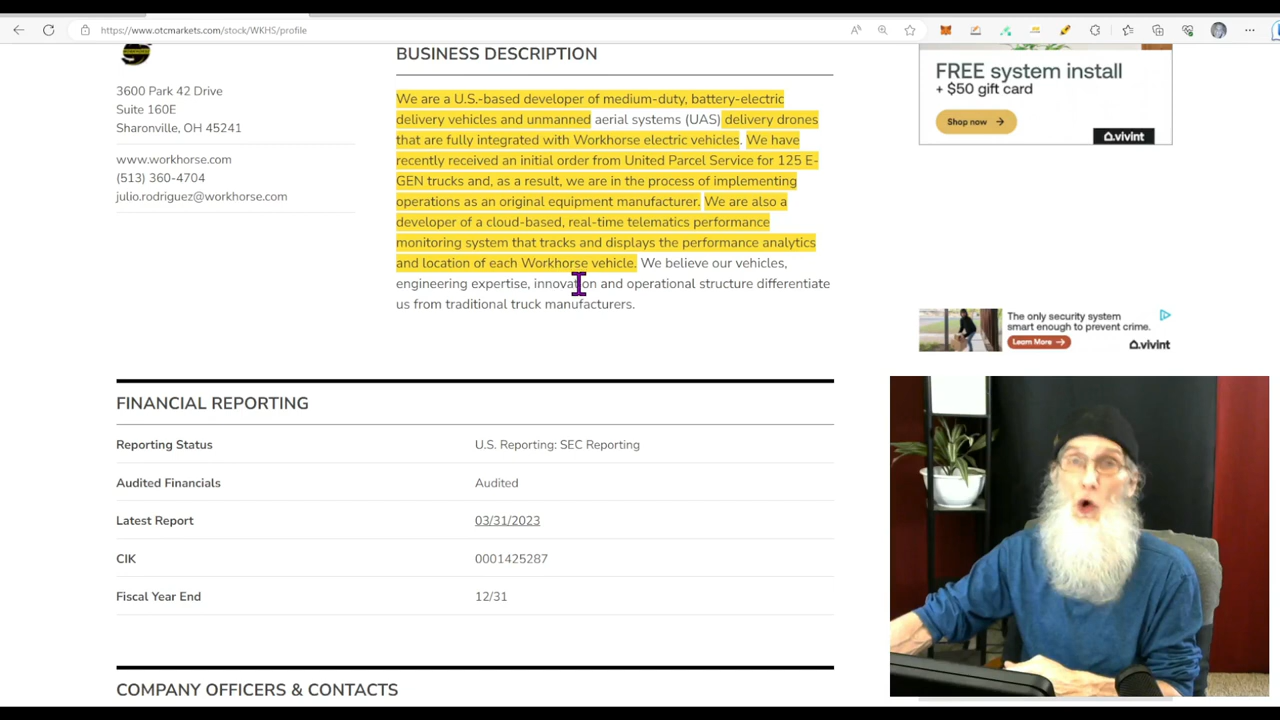 https://www.otcmarkets.com/stock/WKHS/profile
3600 Park 42 Drive
Suite 160E
Sharonville, OH 45241
www.workhorse.com
(513) 360-4704
julio.rodriguez@workhorse.com
BUSINESS DESCRIPTION
We are a U.S.-based developer of medium-duty, battery-electric
delivery vehicles and unmanned aerial systems (UAS) delivery drones
that are fully integrated with Workhorse electric vehicles. We have
recently received an initial order from United Parcel Service for 125 E-
GEN trucks and, as a result, we are in the process of implementing
operations as an original equipment manufacturer. We are also a
developer of a cloud-based, real-time telematics performance
monitoring system that tracks and displays the performance analytics
and location of each Workhorse vehicle. We believe our vehicles,
engineering expertise, innovation and operational structure differentiate
us from traditional truck manufacturers.
FREE system install
+ $50 gift card
Shop now →
vivint
The only security system
smart enough to prevent crime.
Learn More →
vivint
FINANCIAL REPORTING
Reporting Status U.S. Reporting: SEC Reporting
Audited Financials Audited
Latest Report 03/31/2023
CIK 0001425287
Fiscal Year End 12/31
COMPANY OFFICERS & CONTACTS